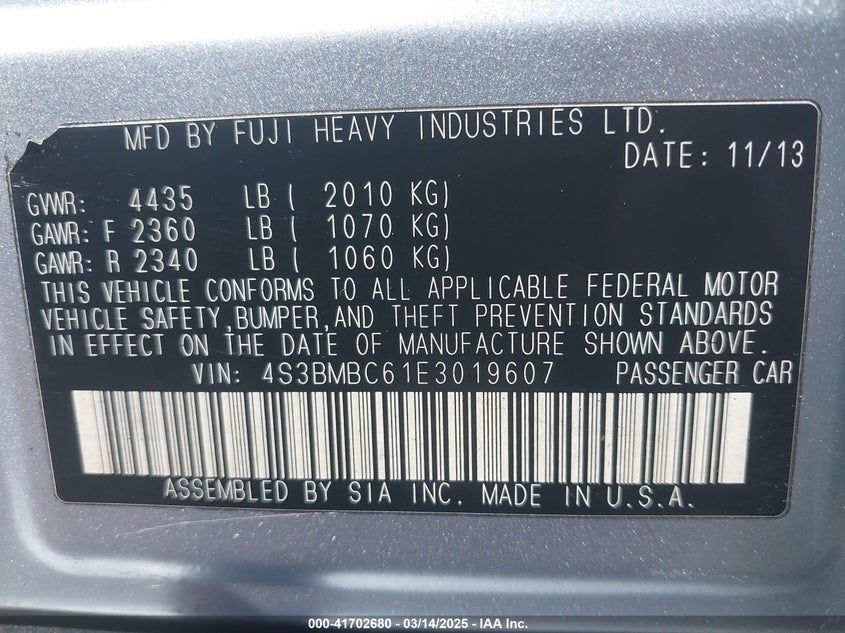 MFD BY FUJI HEAVY INDUSTRIES LTD.
DATE: 11/13
GVWR: 4435 LB ( 2010 KG)
GAWR: F 2360 LB ( 1070 KG)
GAWR: R 2340 LB ( 1060 KG)
THIS VEHICLE CONFORMS TO ALL APPLICABLE FEDERAL MOTOR
VEHICLE SAFETY,BUMPER,AND THEFT PREVENTION STANDARDS
IN EFFECT ON THE DATE OF MANUFACTURE SHOWN ABOVE.
VIN: 4S3BMBC61E3019607 PASSENGER CAR
ASSEMBLED BY SIA INC. MADE IN U.S.A.
000-41702680 - 03/14/2025 - IAA Inc.